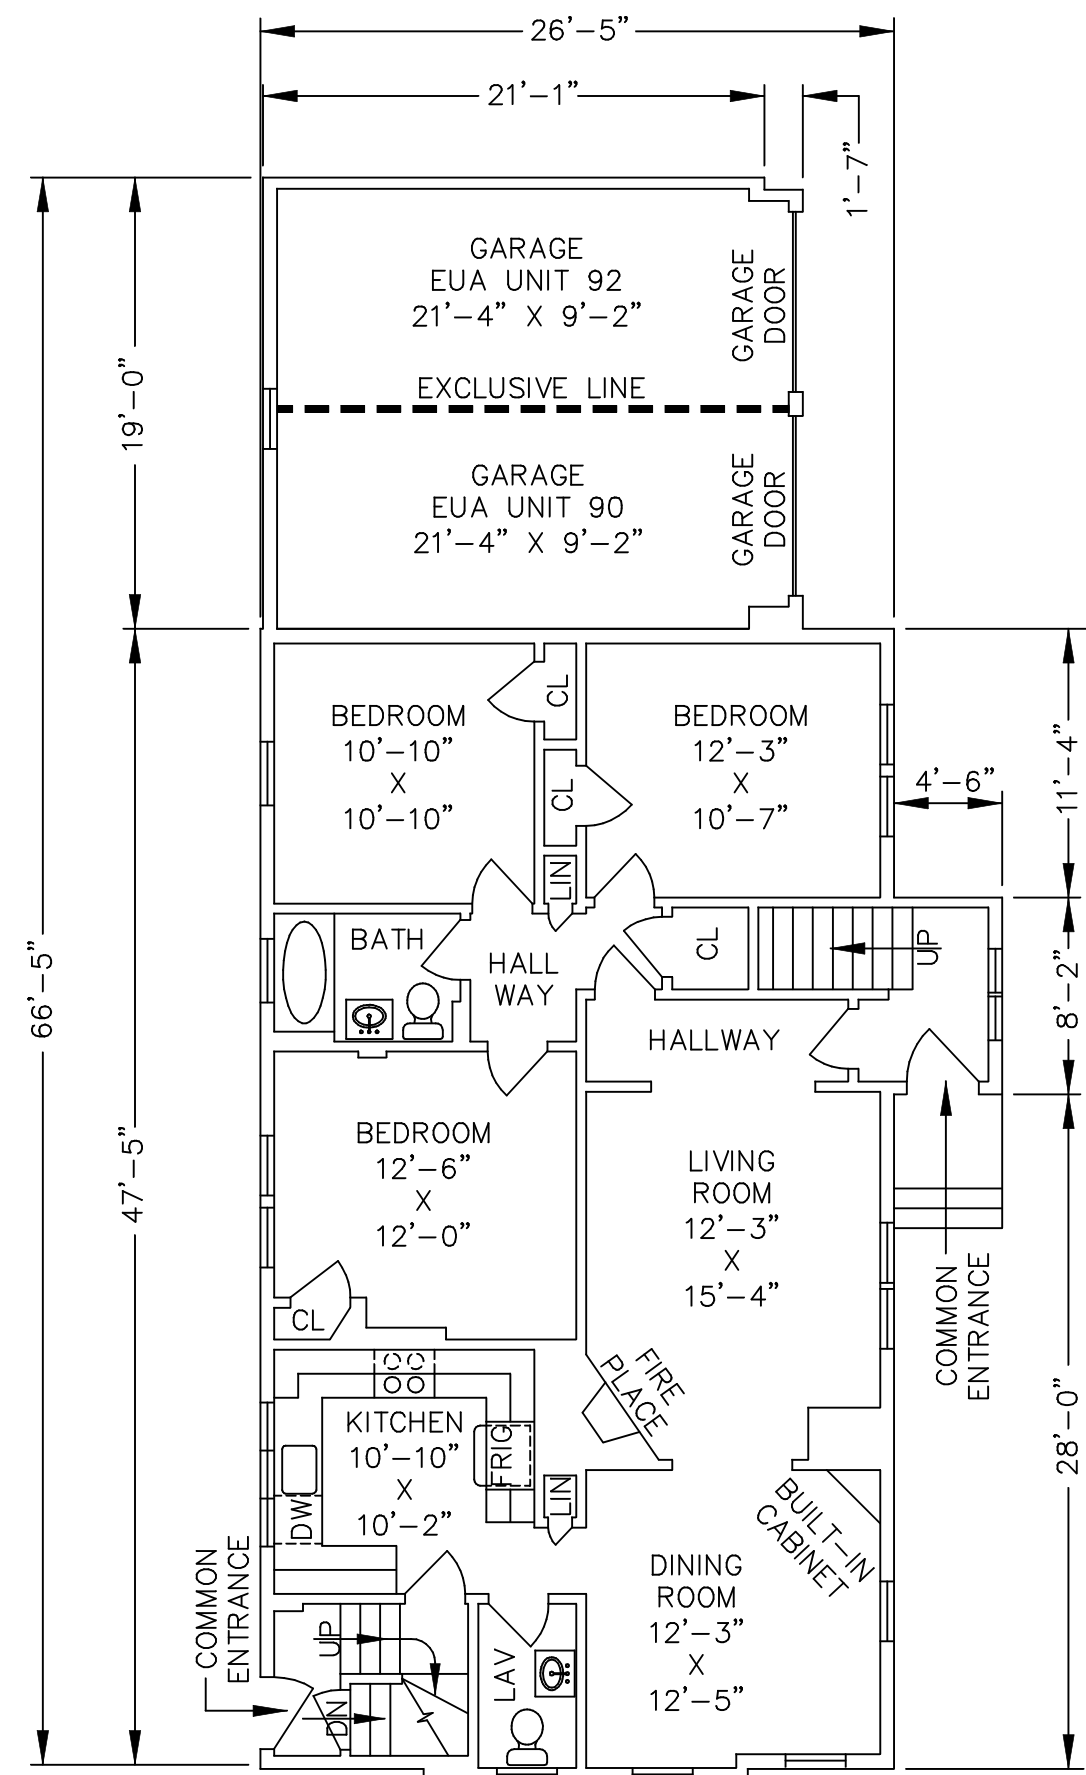 26'-5"
21'-1"
1'-7"
GARAGE
EUA UNIT 92
21'-4" X 9'-2"
GARAGE
DOOR
EXCLUSIVE LINE
19'-0"
GARAGE
EUA UNIT 90
21'-4" X 9'-2"
GARAGE
DOOR
66'-5"
47'-5"
BEDROOM
10'-10"
X
10'-10"
CL
CL
LIN
BEDROOM
12'-3"
X
10'-7"
4'-6"
11'-4"
BATH
HALL
WAY
CL
UP
8'-2"
HALLWAY
BEDROOM
12'-6"
X
12'-0"
CL
LIVING
ROOM
12'-3"
X
15'-4"
COMMON
ENTRANCE
28'-0"
FIRE
PLACE
KITCHEN
10'-10"
X
10'-2"
FRIG
DW
LIN
BUILT-IN
CABINET
DINING
ROOM
12'-3"
X
12'-5"
COMMON
ENTRANCE
UP
DN
LAV